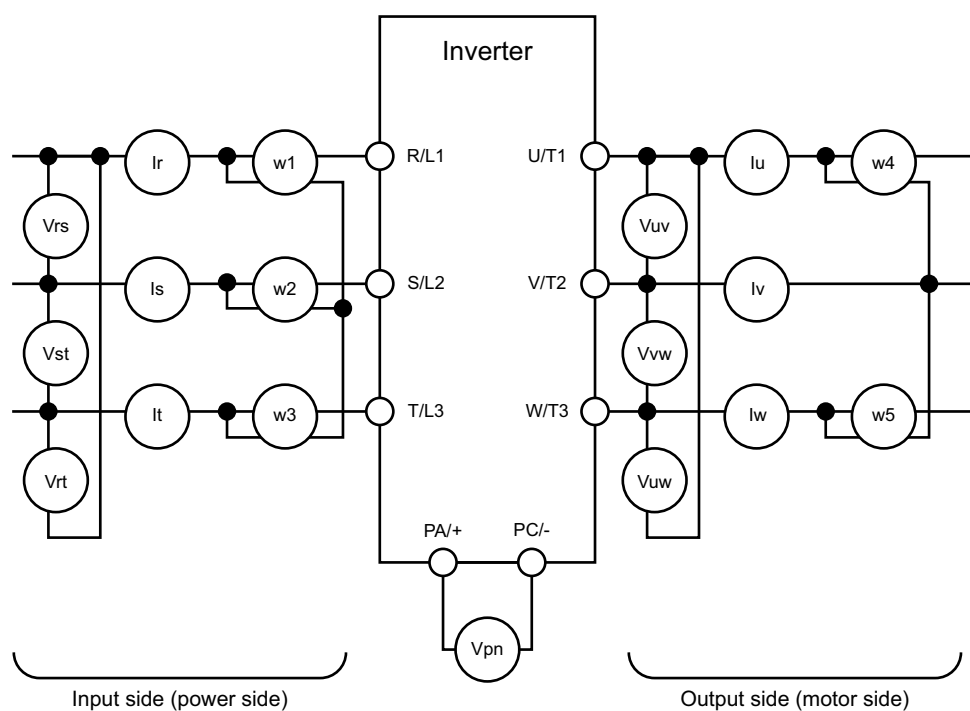 Inverter
Ir
w1
R/L1
U/T1
Iu
w4
Vrs
Vuv
Is
w2
S/L2
V/T2
Iv
Vst
Vvw
It
w3
T/L3
W/T3
Iw
w5
Vrt
Vuw
PA/+
PC/-
Vpn
Input side (power side)
Output side (motor side)